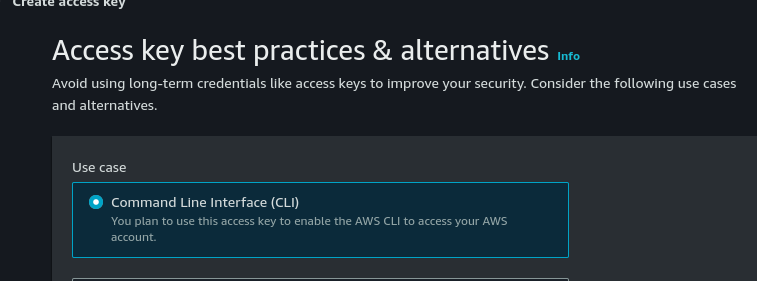 Create access key
Access key best practices & alternatives Info
Avoid using long-term credentials like access keys to improve your security. Consider the following use cases
and alternatives.
Use case
Command Line Interface (CLI)
You plan to use this access key to enable the AWS CLI to access your AWS
account.